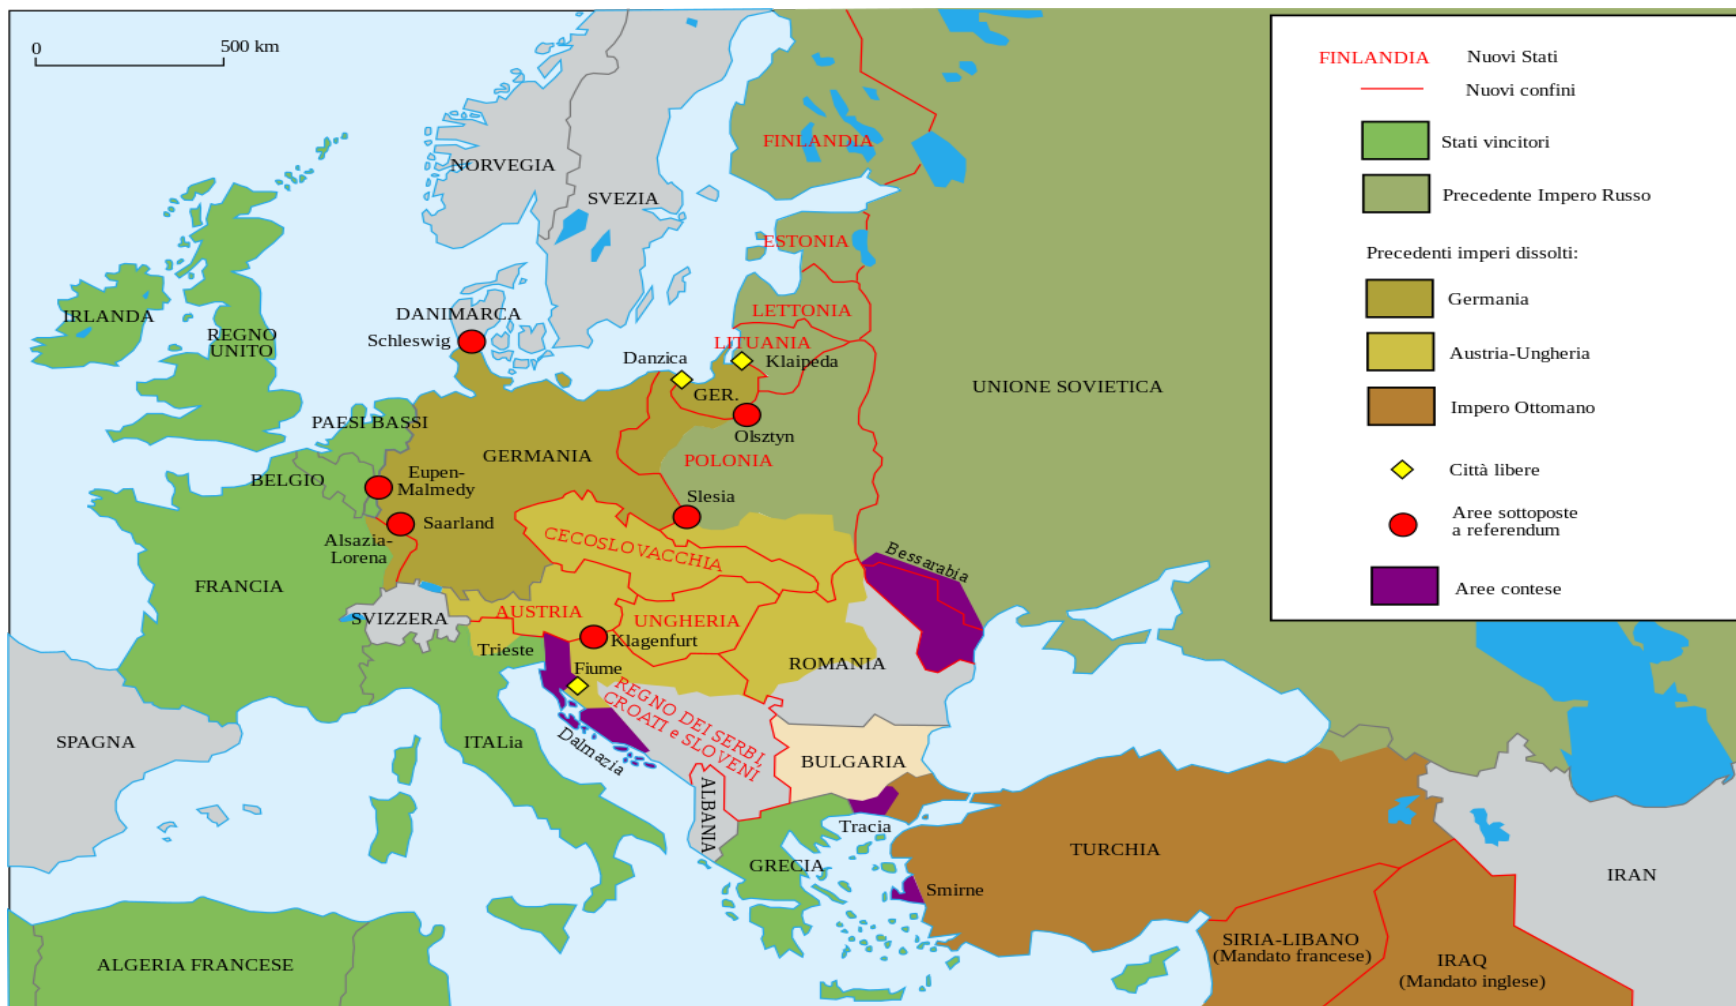 0 500 km
FINLANDIA Nuovi Stati
Nuovi confini
Stati vincitori
Precedente Impero Russo
Precedenti imperi dissolti:
Germania
Austria-Ungheria
Impero Ottomano
Città libere
Aree sottoposte
a referendum
Aree contese
NORVEGIA
SVEZIA
FINLANDIA
ESTONIA
LETTONIA
LITUANIA
Klaipeda
IRLANDA
REGNO
UNITO
DANIMARCA
Schleswig
Danzica
GER.
Olsztyn
UNIONE SOVIETICA
PAESI BASSI
BELGIO
Eupen-
Malmedy
GERMANIA
POLONIA
Slesia
Saarland
Alsazia-
Lorena
CECOSLOVACCHIA
Bessarabia
FRANCIA
SVIZZERA
AUSTRIA
UNGHERIA
Klagenfurt
Trieste
Fiume
ROMANIA
REGNO DEI SERBI,
CROATI e SLOVENI
Dalmazia
SPAGNA
ITALia
BULGARIA
ALBANIA
Tracia
GRECIA
TURCHIA
Smirne
IRAN
SIRIA-LIBANO
(Mandato francese)
IRAQ
(Mandato inglese)
ALGERIA FRANCESE